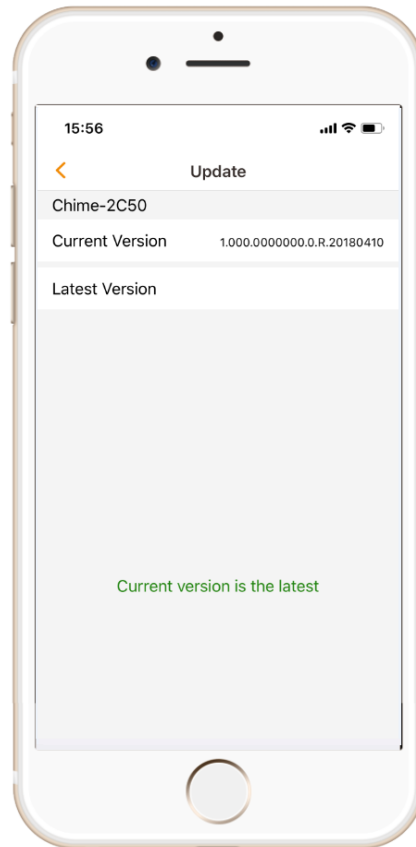 15:56
Update
Chime-2C50
Current Version 1.000.0000000.0.R.20180410
Latest Version
Current version is the latest